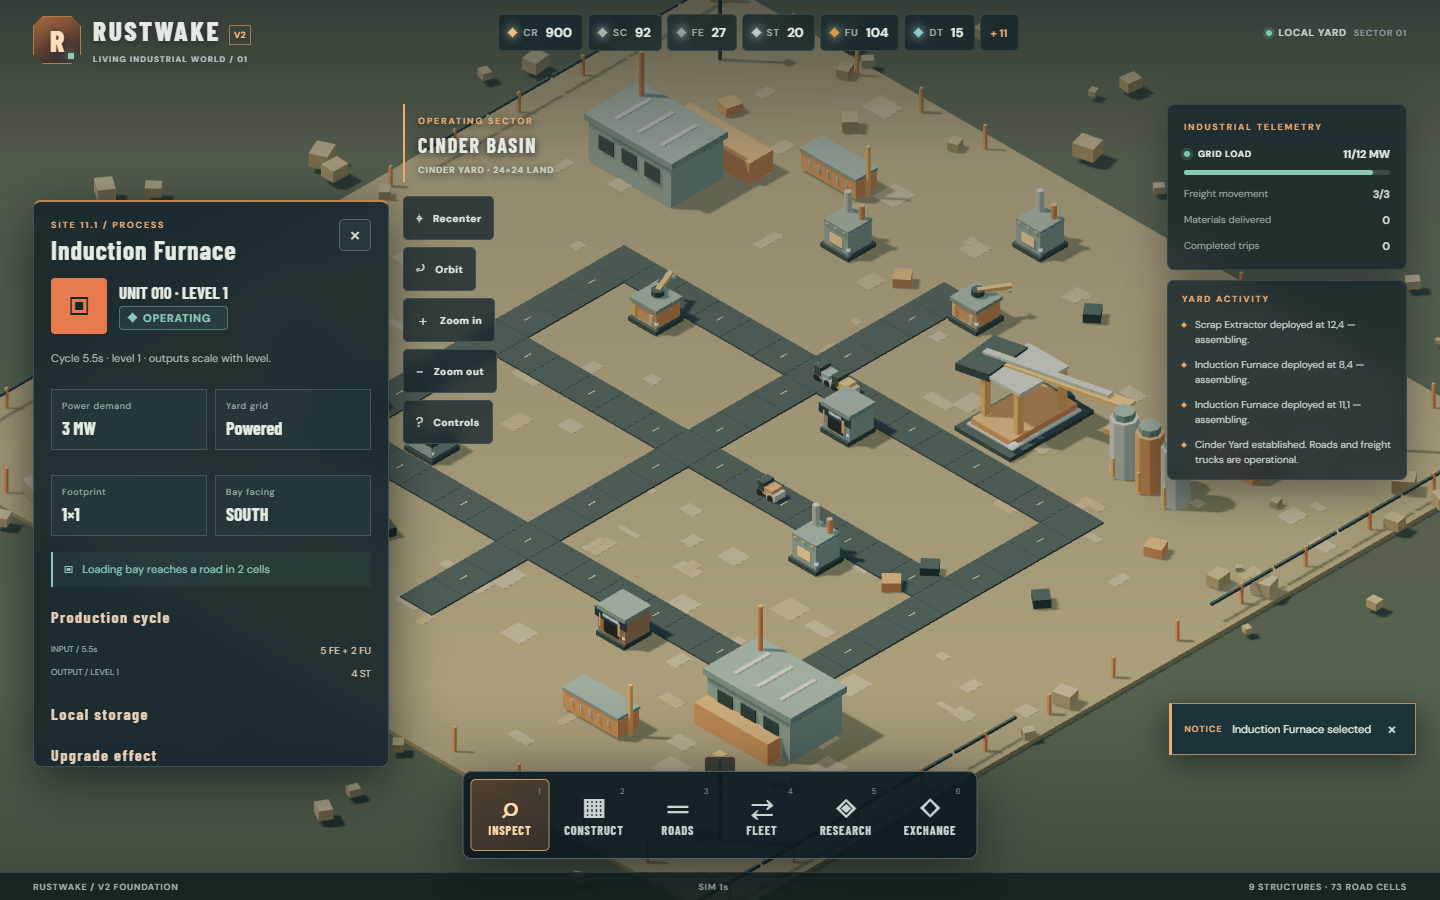 R
RUSTWAKE V2
LIVING INDUSTRIAL WORLD / 01
CR 900
SC 92
FE 27
ST 20
FU 104
DT 15
+ 11
LOCAL YARD SECTOR 01
OPERATING SECTOR
CINDER BASIN
CINDER YARD · 24×24 LAND
Recenter
Orbit
+ Zoom in
− Zoom out
? Controls
SITE 11.1 / PROCESS
Induction Furnace
×
UNIT 010 · LEVEL 1
◆ OPERATING
Cycle 5.5s · level 1 · outputs scale with level.
Power demand
3 MW
Yard grid
Powered
Footprint
1×1
Bay facing
SOUTH
Loading bay reaches a road in 2 cells
Production cycle
INPUT / 5.5s 5 FE + 2 FU
OUTPUT / LEVEL 1 4 ST
Local storage
Upgrade effect
INDUSTRIAL TELEMETRY
GRID LOAD 11/12 MW
Freight movement 3/3
Materials delivered 0
Completed trips 0
YARD ACTIVITY
Scrap Extractor deployed at 12,4 —
assembling.
Induction Furnace deployed at 8,4 —
assembling.
Induction Furnace deployed at 11,1 —
assembling.
Cinder Yard established. Roads and freight
trucks are operational.
NOTICE Induction Furnace selected ×
1 INSPECT
2 CONSTRUCT
3 ROADS
4 FLEET
5 RESEARCH
6 EXCHANGE
RUSTWAKE / V2 FOUNDATION
SIM 1s
9 STRUCTURES · 73 ROAD CELLS